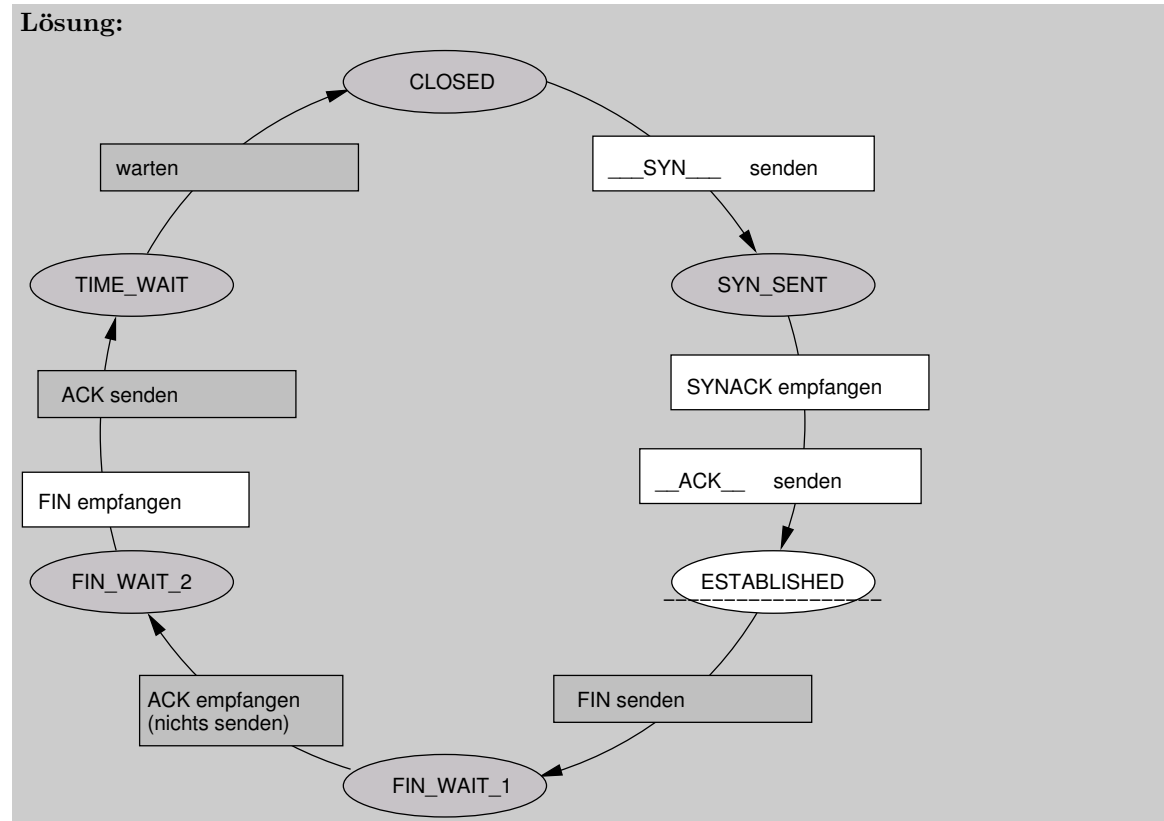 Lösung:
CLOSED
warten
___SYN___ senden
TIME_WAIT
SYN_SENT
SYNACK empfangen
ACK senden
__ACK__ senden
FIN empfangen
FIN_WAIT_2
ESTABLISHED
ACK empfangen
(nichts senden)
FIN senden
FIN_WAIT_1